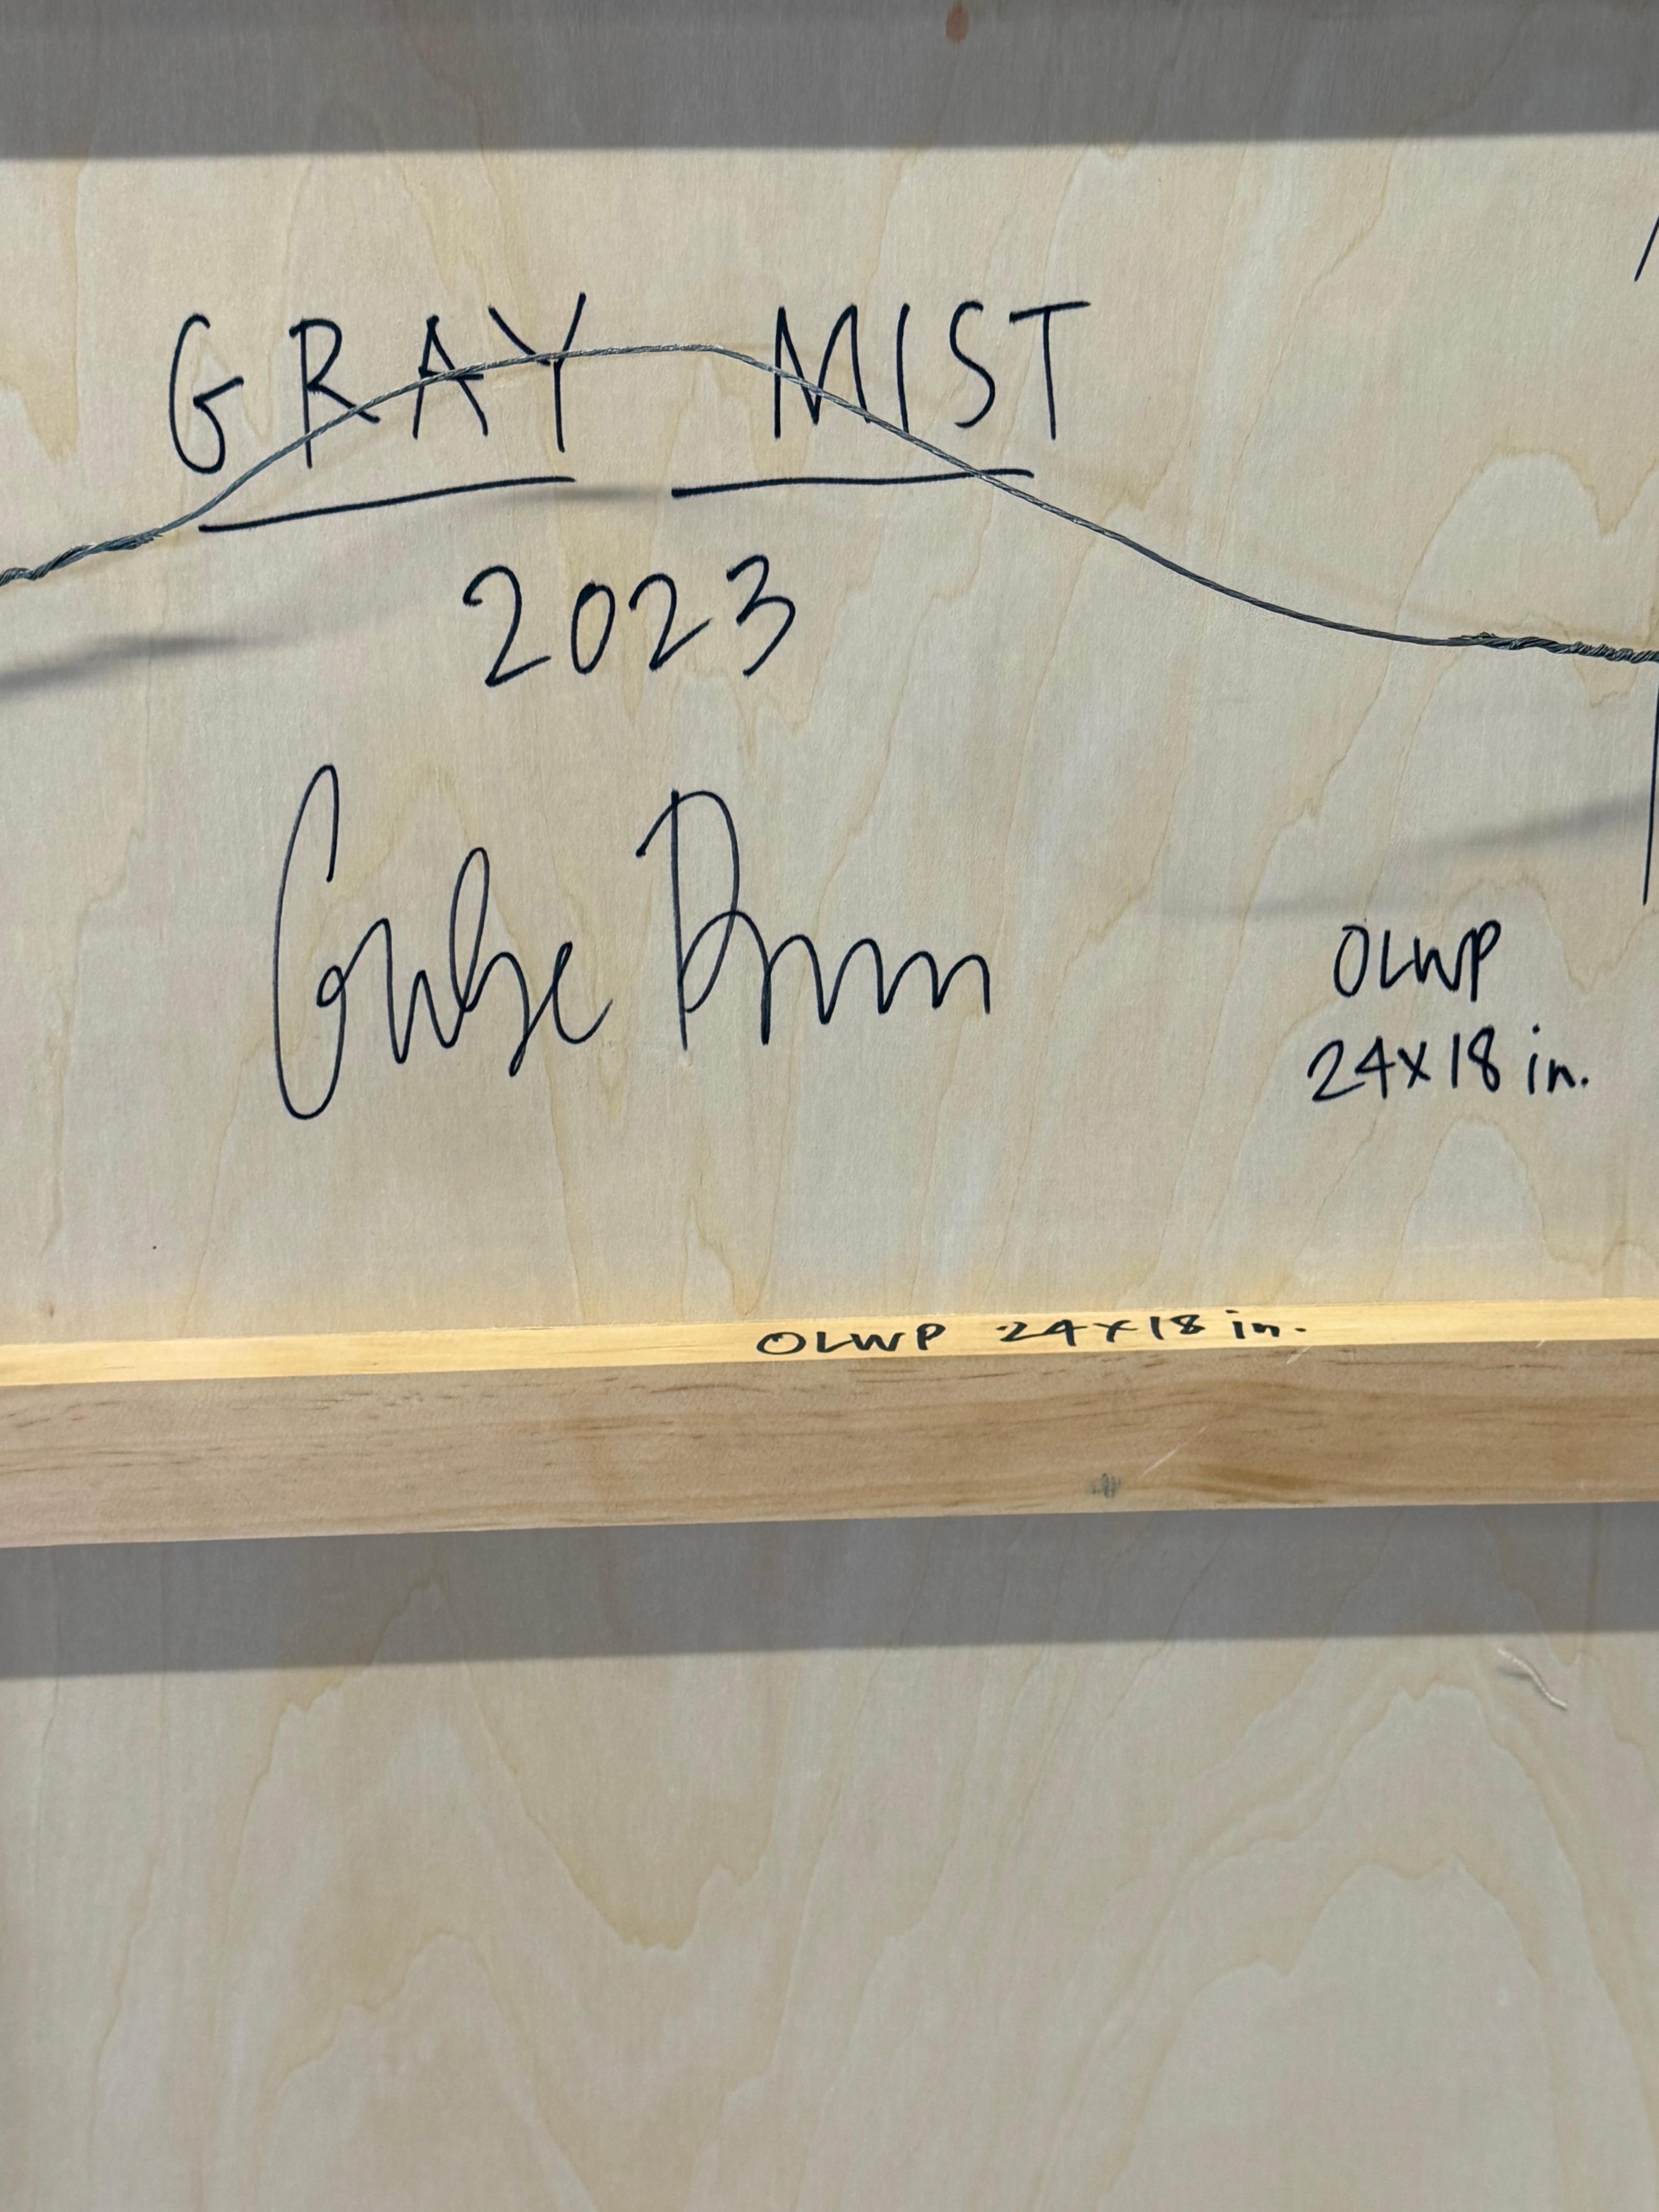 GRAY MIST
2023
OLWP
24x18 in.
OLWP 24x18 in.